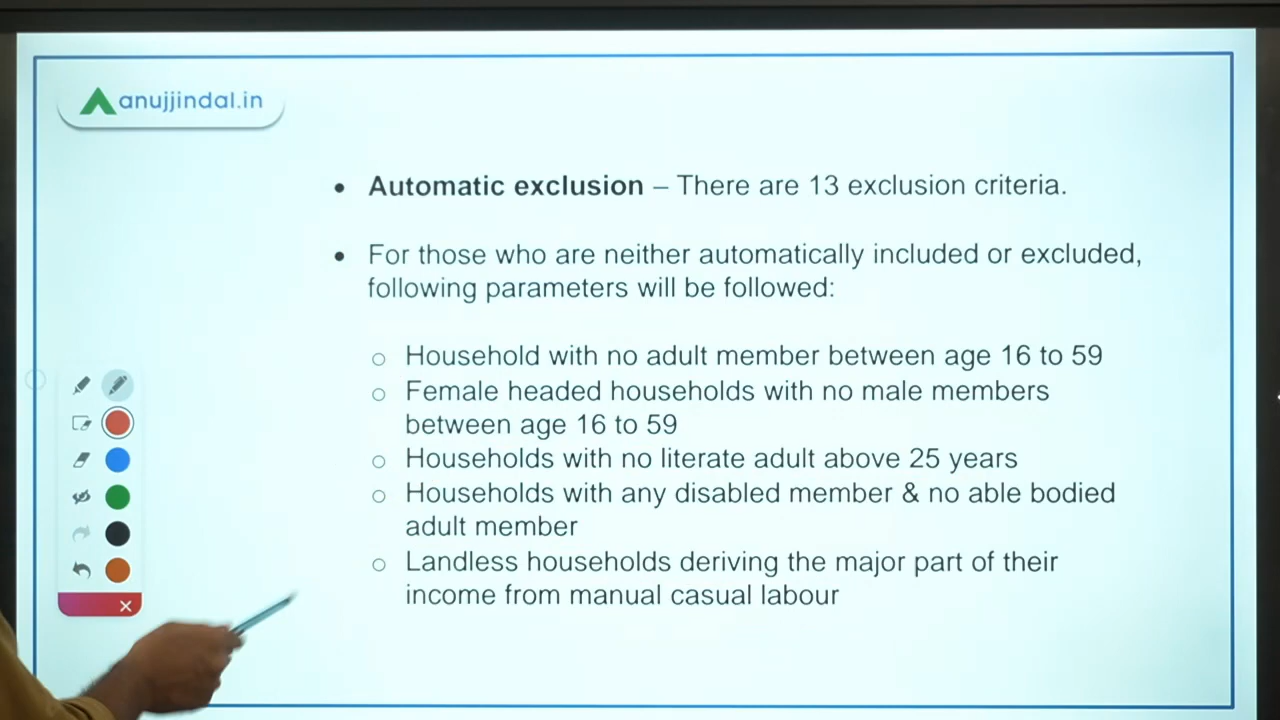 anujjindal.in
• Automatic exclusion – There are 13 exclusion criteria.
• For those who are neither automatically included or excluded,
following parameters will be followed:
○ Household with no adult member between age 16 to 59
○ Female headed households with no male members
between age 16 to 59
○ Households with no literate adult above 25 years
○ Households with any disabled member & no able bodied
adult member
○ Landless households deriving the major part of their
income from manual casual labour